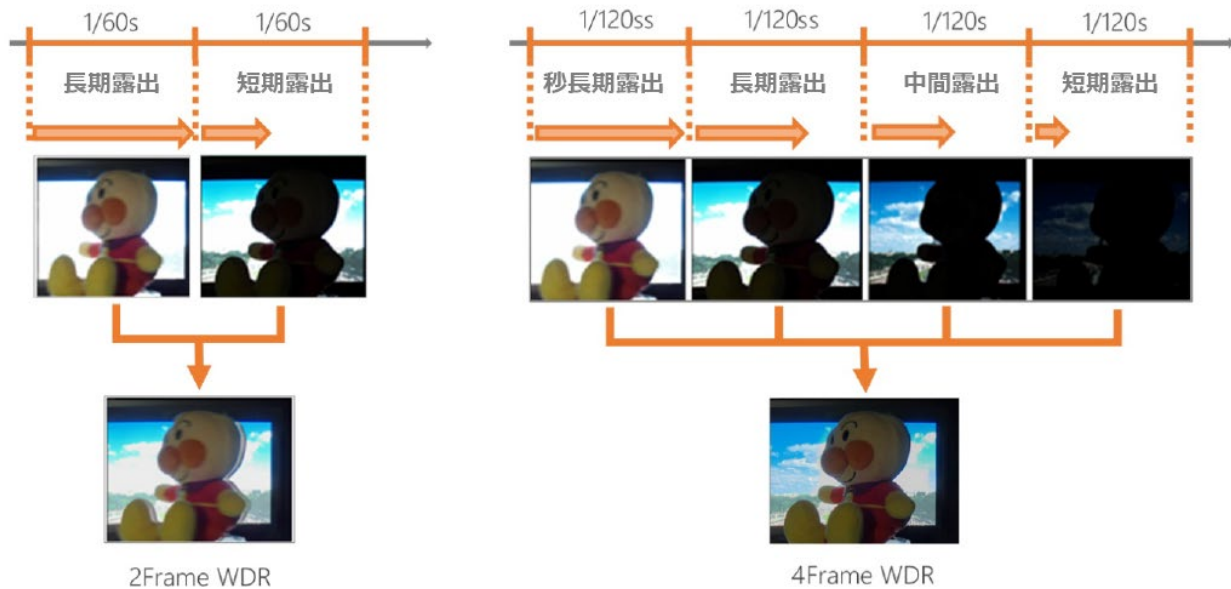 1/60s 1/60s
長期露出 短期露出
2Frame WDR
1/120ss 1/120ss 1/120s 1/120s
秒長期露出 長期露出 中間露出 短期露出
4Frame WDR